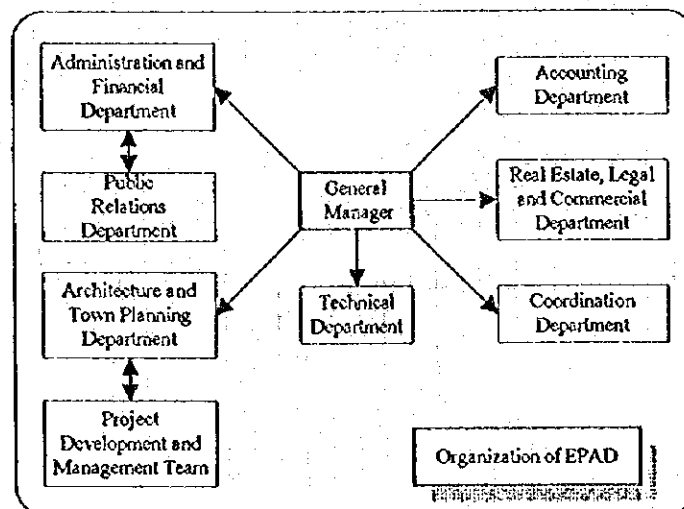 Administration and
Financial
Department
Accounting
Department
Public
Relations
Department
General
Manager
Real Estate, Legal
and Commercial
Department
Architecture and
Town Planning
Department
Technical
Department
Coordination
Department
Project
Development and
Management Team
Organization of EPAD